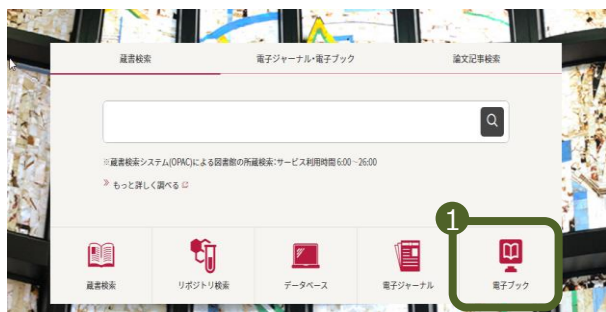 蔵書検索
電子ジャーナル・電子ブック
論文記事検索
※蔵書検索システム(OPAC)による図書館の所蔵検索：サービス利用時間 6:00～26:00
» もっと詳しく調べる
1
蔵書検索
リポジトリ検索
データベース
電子ジャーナル
電子ブック